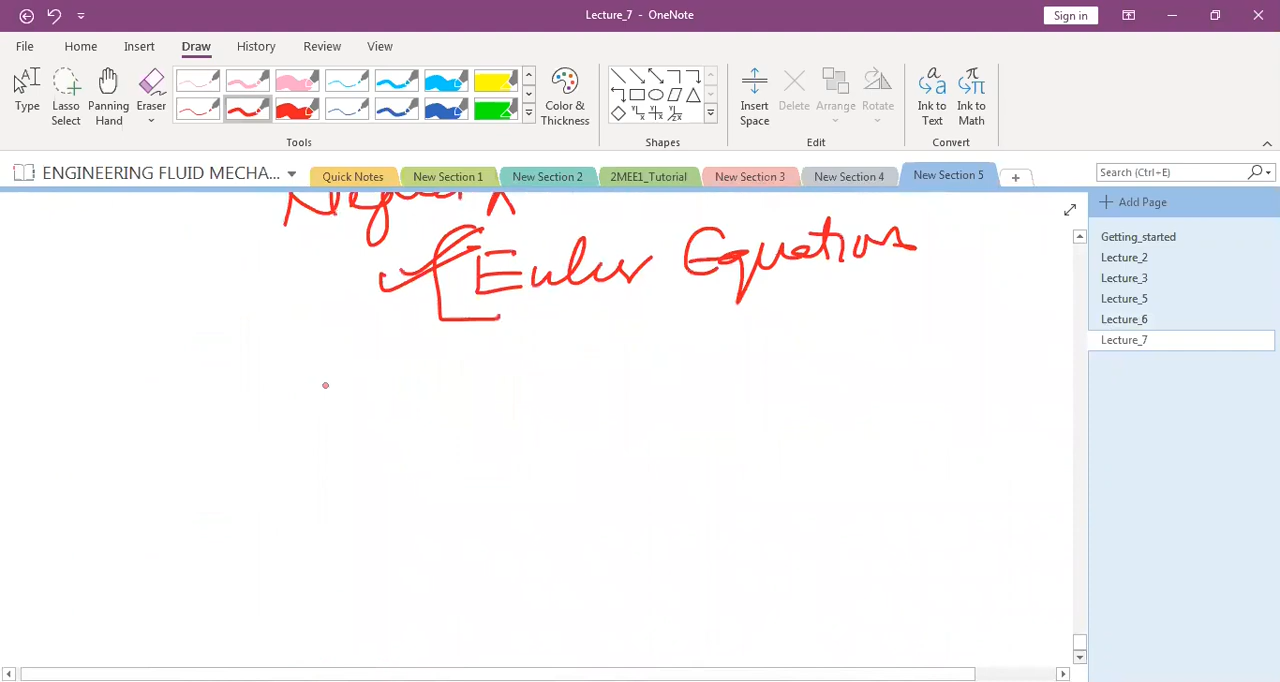 Lecture_7 - OneNote
Sign in
File Home Insert Draw History Review View
Type
Lasso Select
Panning Hand
Eraser
Color & Thickness
Insert Space
Delete
Arrange
Rotate
Ink to Text
Ink to Math
Tools Shapes Edit Convert
ENGINEERING FLUID MECHA... Quick Notes New Section 1 New Section 2 2MEE1_Tutorial New Section 3 New Section 4 New Section 5
Search (Ctrl+E)
Add Page
Getting_started
Lecture_2
Lecture_3
Lecture_5
Lecture_6
Lecture_7
Euler Equation